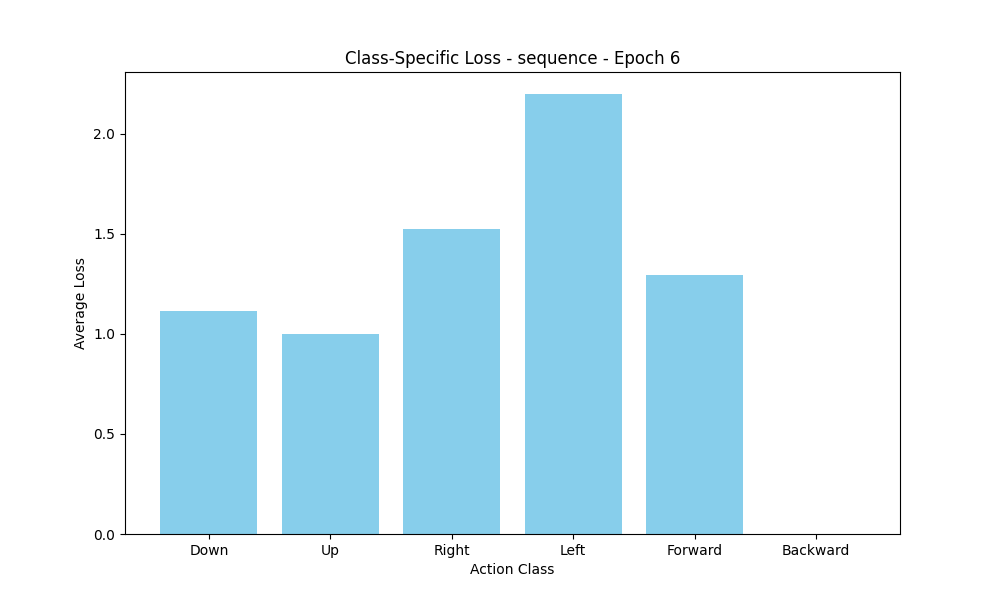 Class-Specific Loss - sequence - Epoch 6
Average Loss
2.0
1.5
1.0
0.5
0.0
Down Up Right Left Forward Backward
Action Class